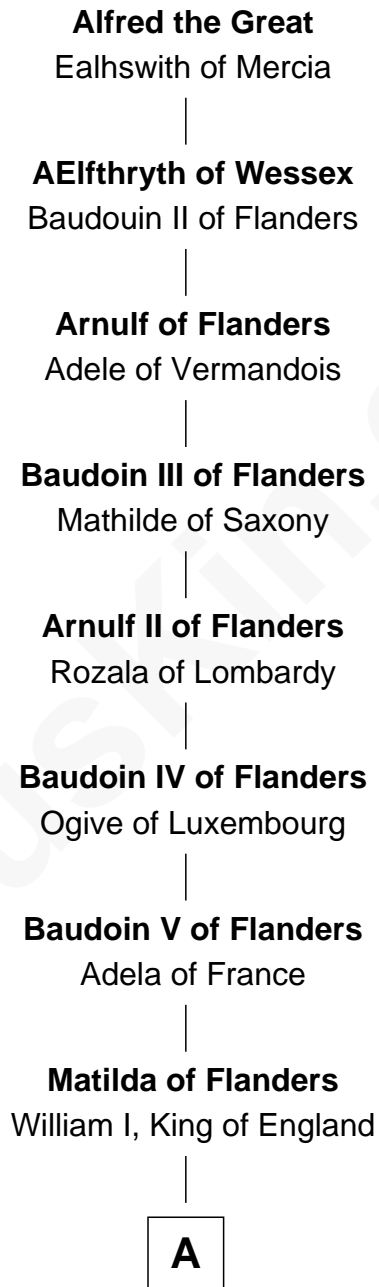 Alfred the Great
Ealhswith of Mercia
AElfthryth of Wessex
Baudouin II of Flanders
Arnulf of Flanders
Adele of Vermandois
Baudoin III of Flanders
Mathilde of Saxony
Arnulf II of Flanders
Rozala of Lombardy
Baudoin IV of Flanders
Ogive of Luxembourg
Baudoin V of Flanders
Adela of France
Matilda of Flanders
William I, King of England
A